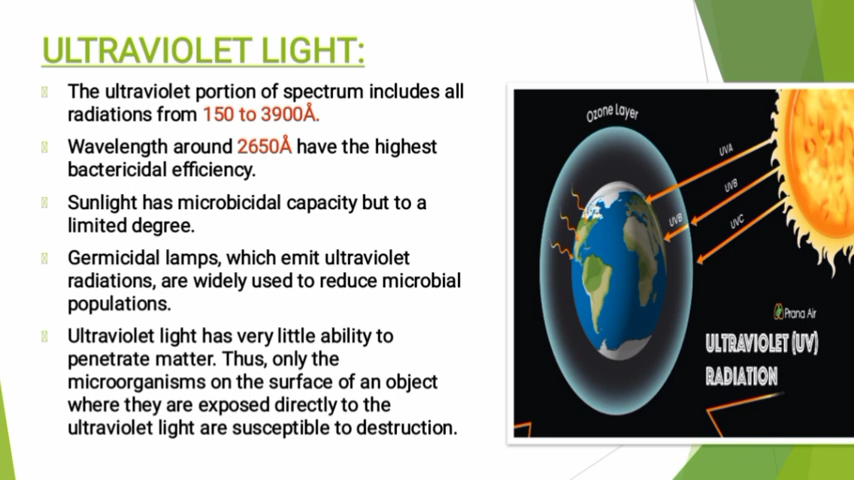 ULTRAVIOLET LIGHT:
The ultraviolet portion of spectrum includes all
radiations from 150 to 3900Å.
Wavelength around 2650Å have the highest
bactericidal efficiency.
Sunlight has microbicidal capacity but to a
limited degree.
Germicidal lamps, which emit ultraviolet
radiations, are widely used to reduce microbial
populations.
Ultraviolet light has very little ability to
penetrate matter. Thus, only the
microorganisms on the surface of an object
where they are exposed directly to the
ultraviolet light are susceptible to destruction.
Ozone Layer
UVA
UVB
UVB
UVC
Prana Air
ULTRAVIOLET (UV)
RADIATION